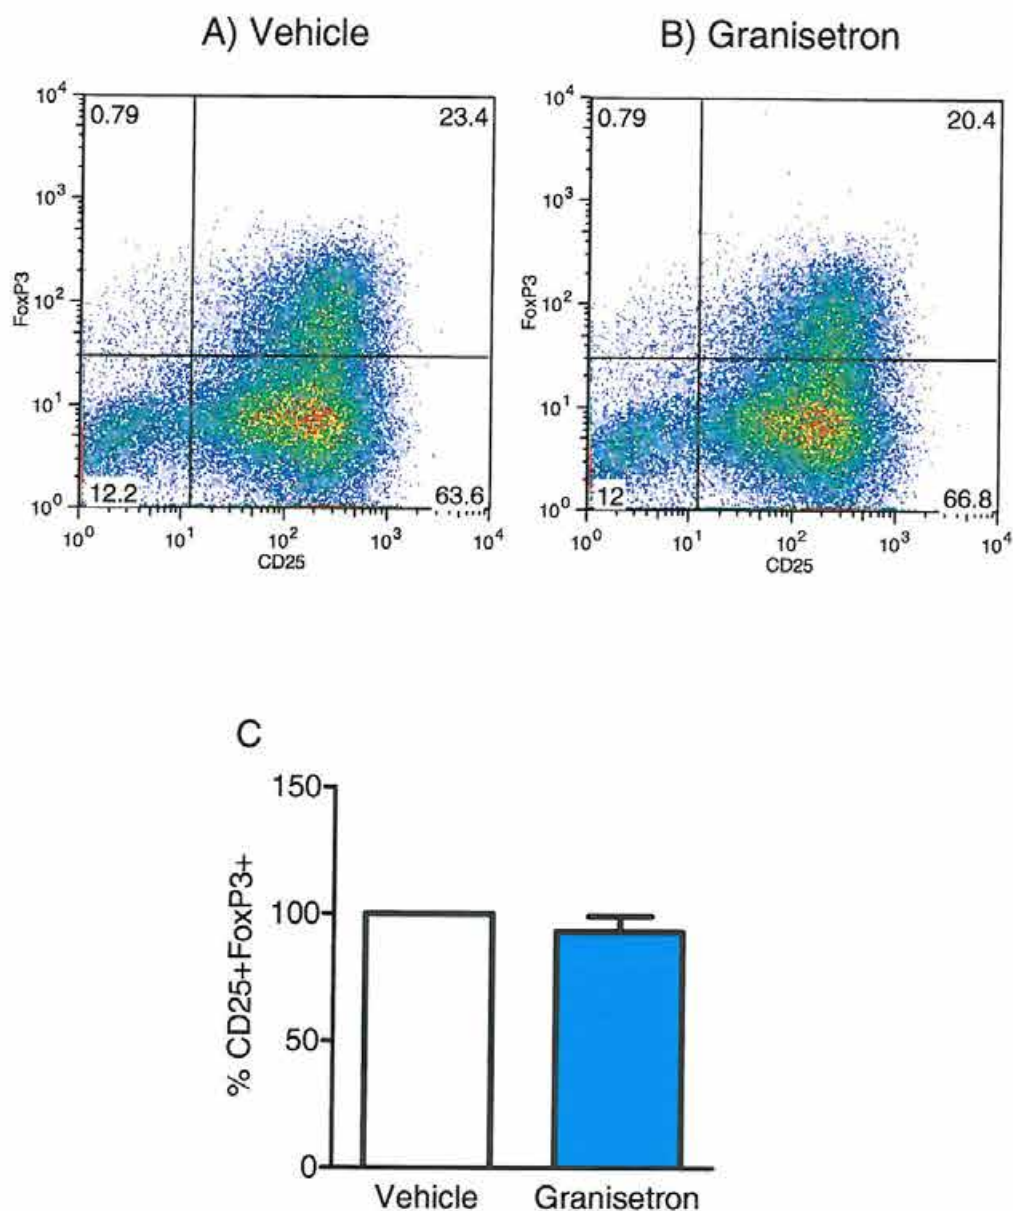 A) Vehicle
B) Granisetron
10⁴
0.79
23.4
10³
FoxP3
10²
10¹
10⁰
12.2
63.6
10⁰ 10¹ 10² 10³ 10⁴
CD25
10⁴
0.79
20.4
10³
FoxP3
10²
10¹
10⁰
12
66.8
10⁰ 10¹ 10² 10³ 10⁴
CD25
C
150
100
50
0
% CD25+FoxP3+
Vehicle
Granisetron